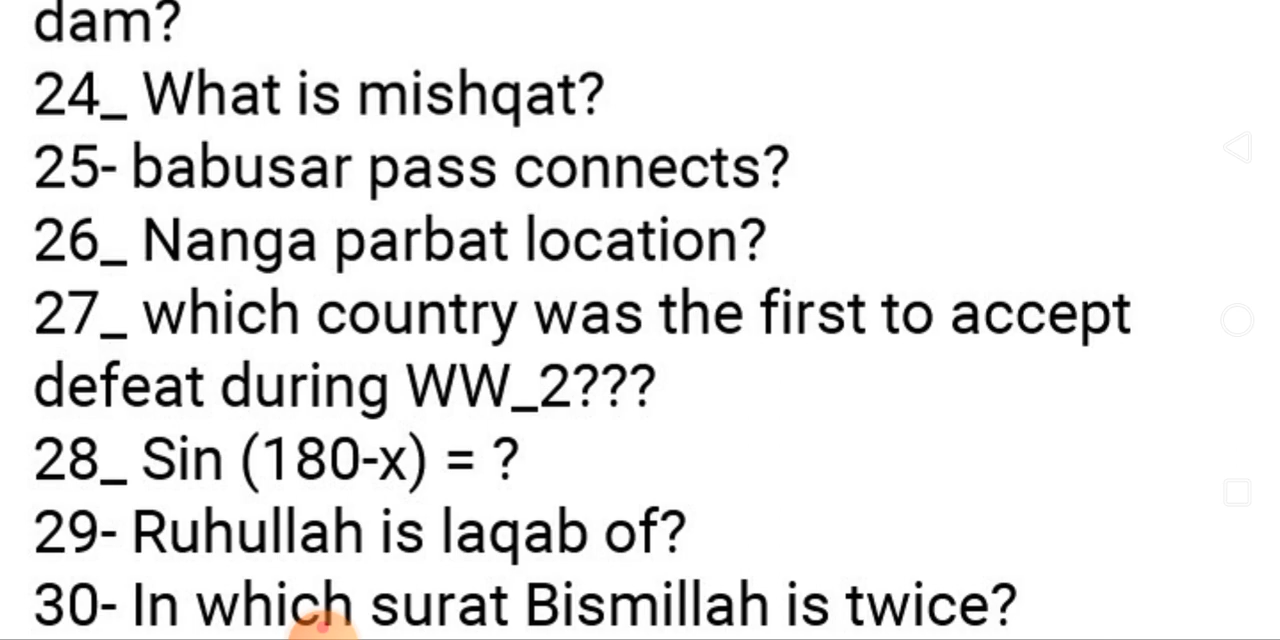 dam?
24_ What is mishqat?
25- babusar pass connects?
26_ Nanga parbat location?
27_ which country was the first to accept
defeat during WW_2???
28_ Sin (180-x) = ?
29- Ruhullah is laqab of?
30- In which surat Bismillah is twice?